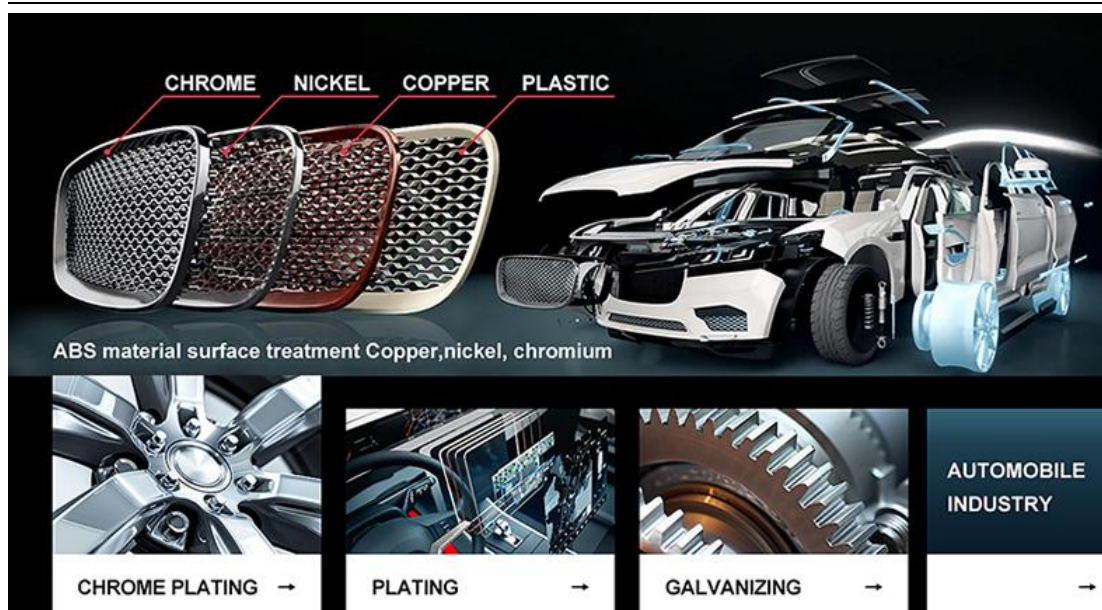 CHROME NICKEL COPPER PLASTIC
ABS material surface treatment Copper,nickel, chromium
AUTOMOBILE
INDUSTRY
CHROME PLATING →
PLATING →
GALVANIZING →
→